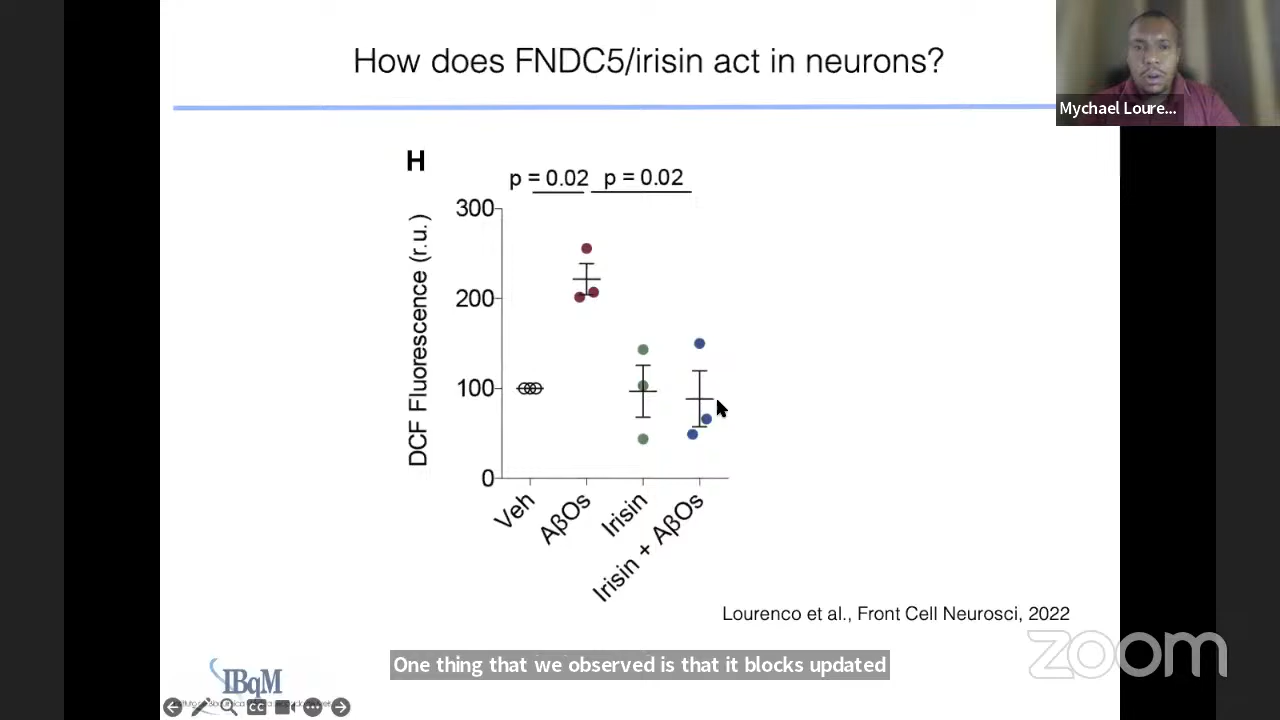 How does FNDC5/irisin act in neurons?
Mychael Loure...
H
p = 0.02 p = 0.02
DCF Fluorescence (r.u.)
300
200
100
0
Veh
AβOs
Irisin
Irisin + AβOs
Lourenco et al., Front Cell Neurosci, 2022
zoom
One thing that we observed is that it blocks updated
IBqM
CC